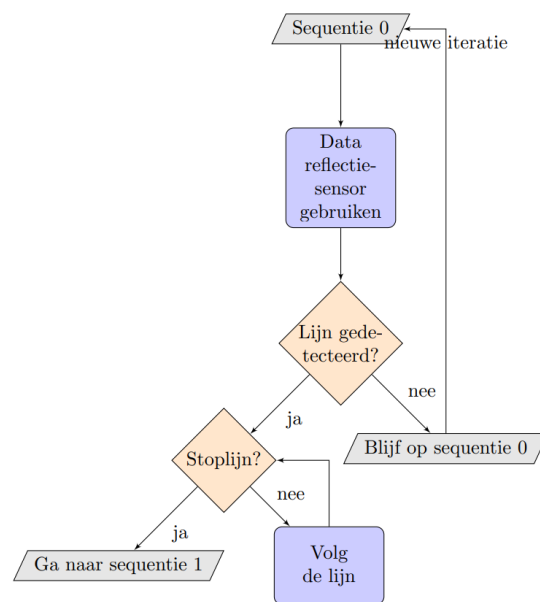 Sequentie 0
nieuwe iteratie
Data
reflectie-
sensor
gebruiken
Lijn gede-
tecteerd?
nee
ja
Blijf op sequentie 0
Stoplijn?
nee
ja
Volg
de lijn
Ga naar sequentie 1